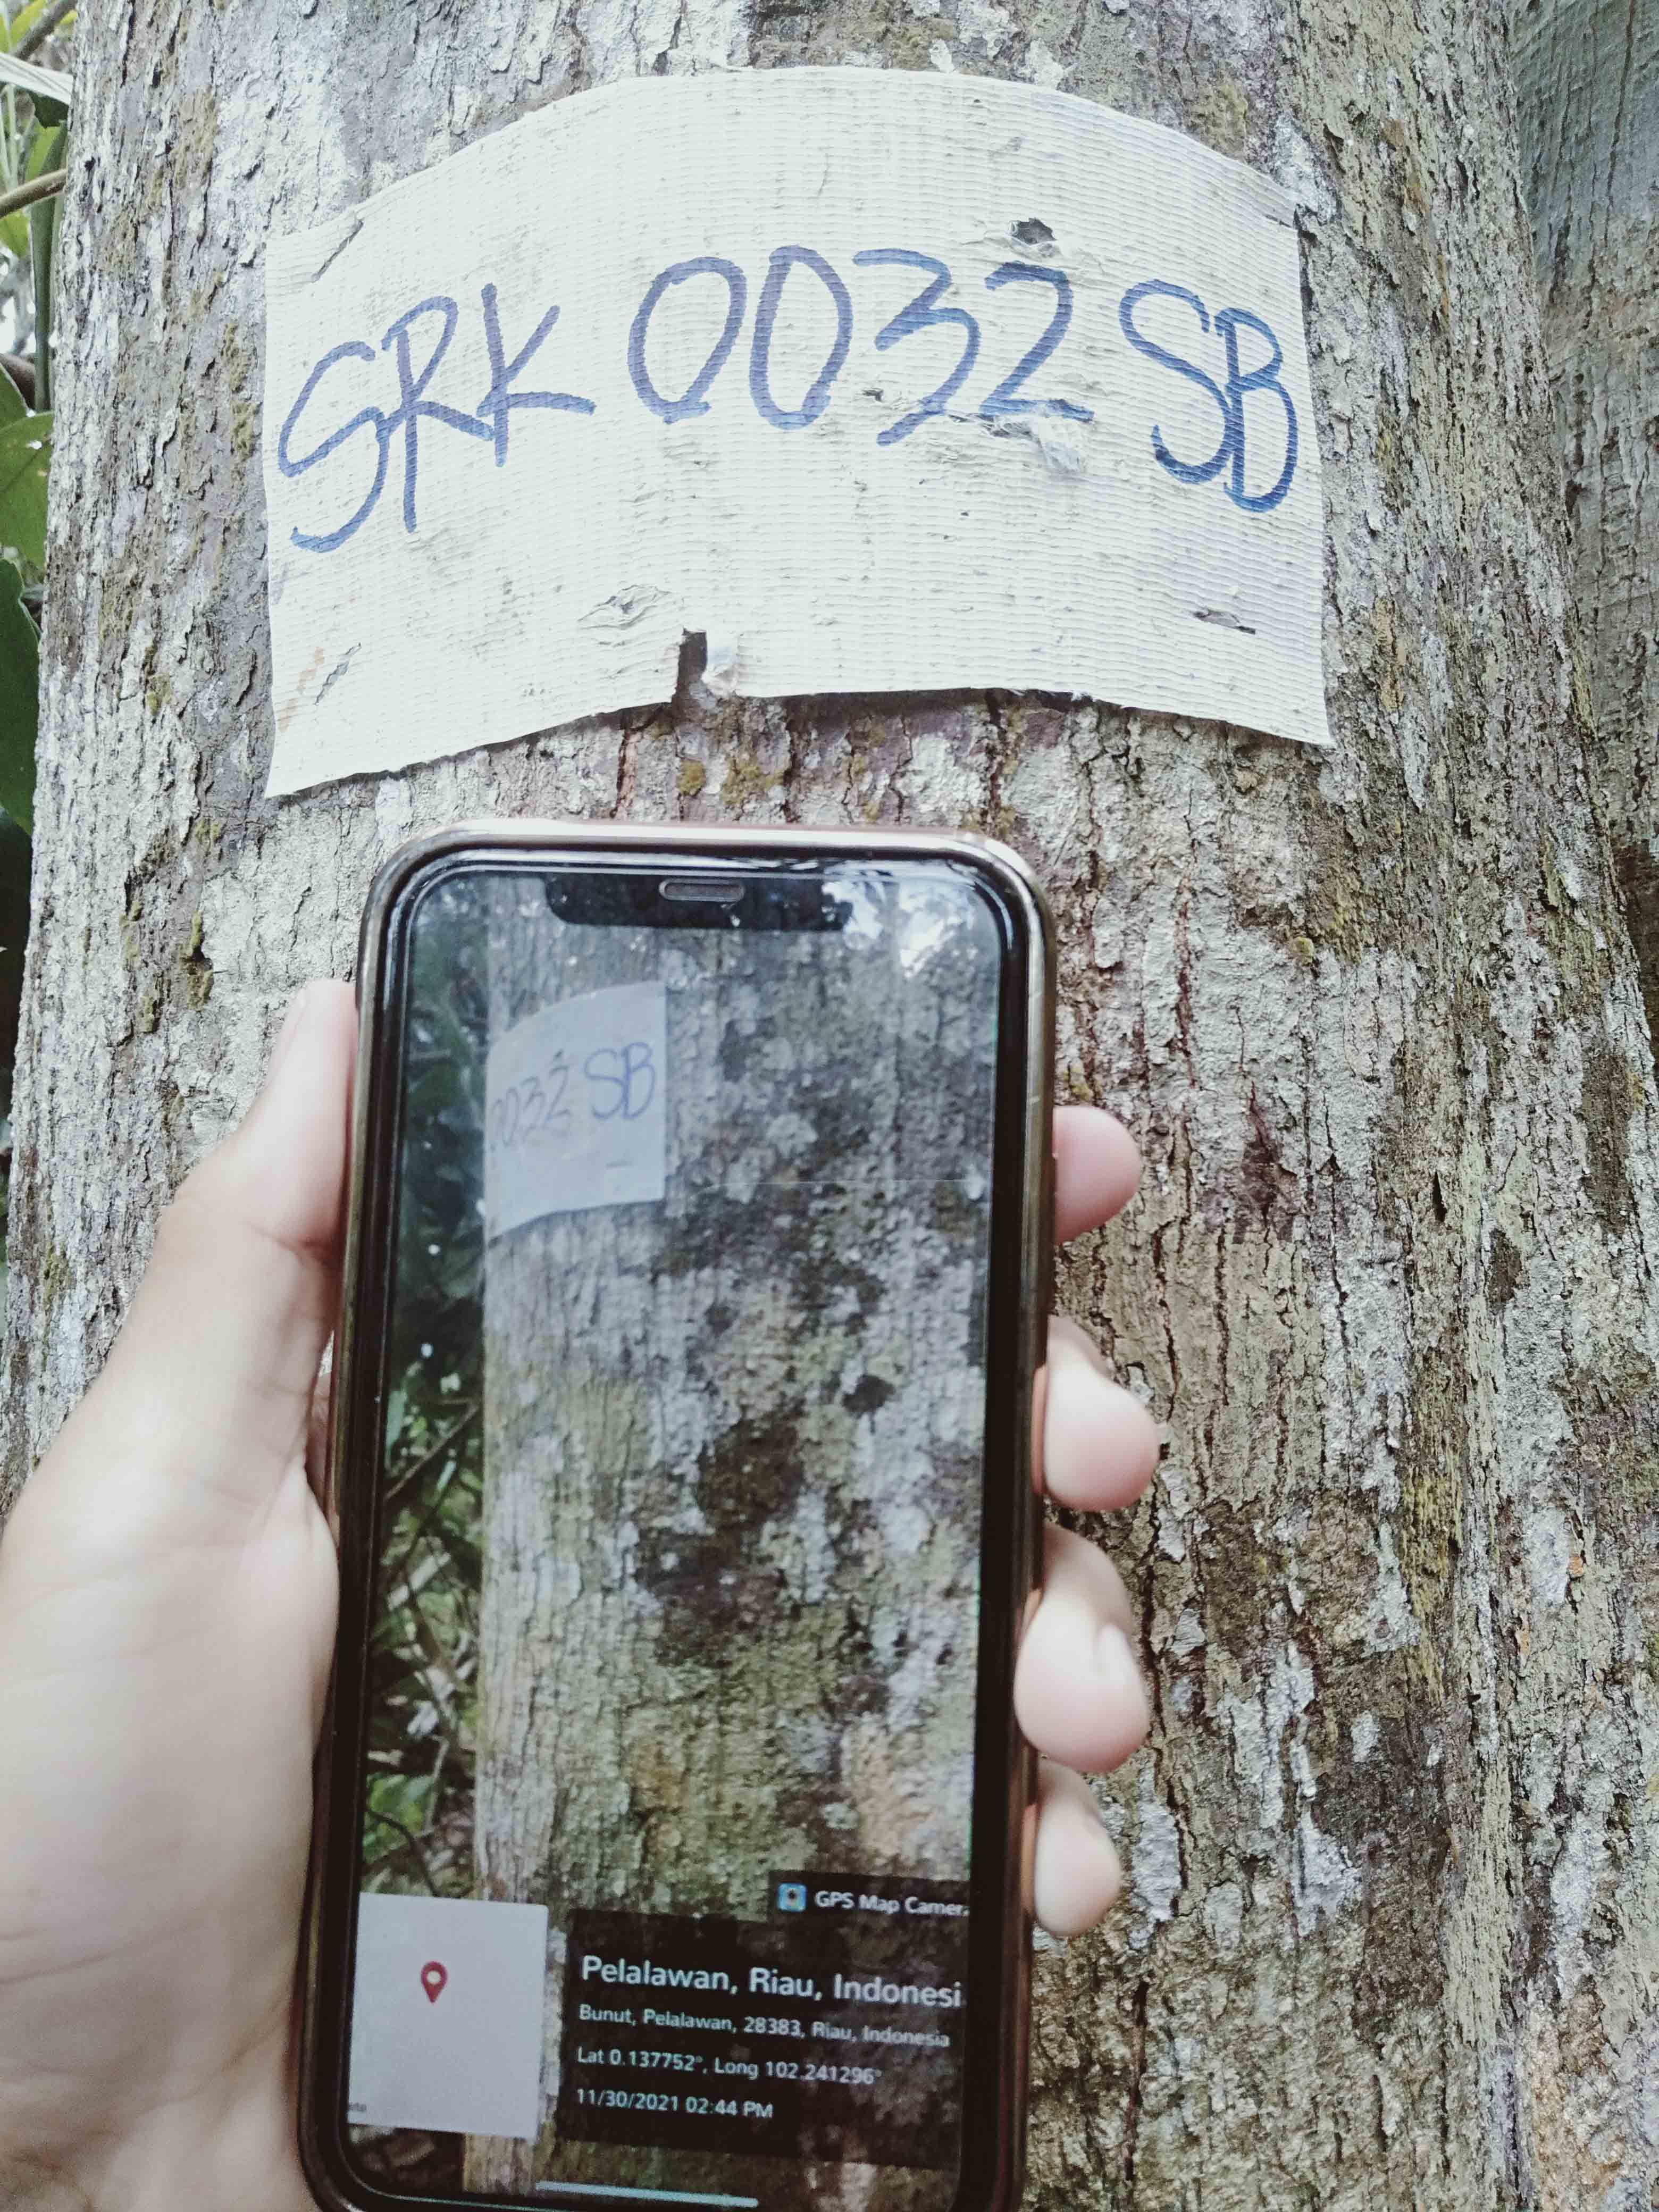 SRK 0032 SB
0032 SB
GPS Map Camera
Pelalawan, Riau, Indonesi
Bunut, Pelalawan, 28383, Riau, Indonesia
Lat 0.137752°, Long 102.241296°
11/30/2021 02:44 PM